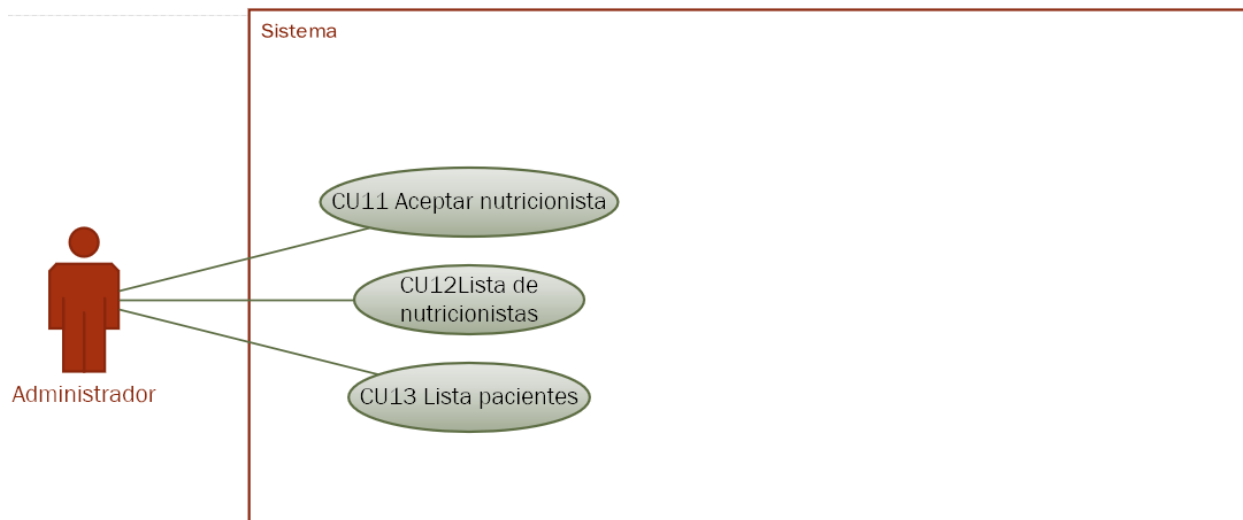 Sistema
CU11 Aceptar nutricionista
CU12Lista de
nutricionistas
CU13 Lista pacientes
Administrador